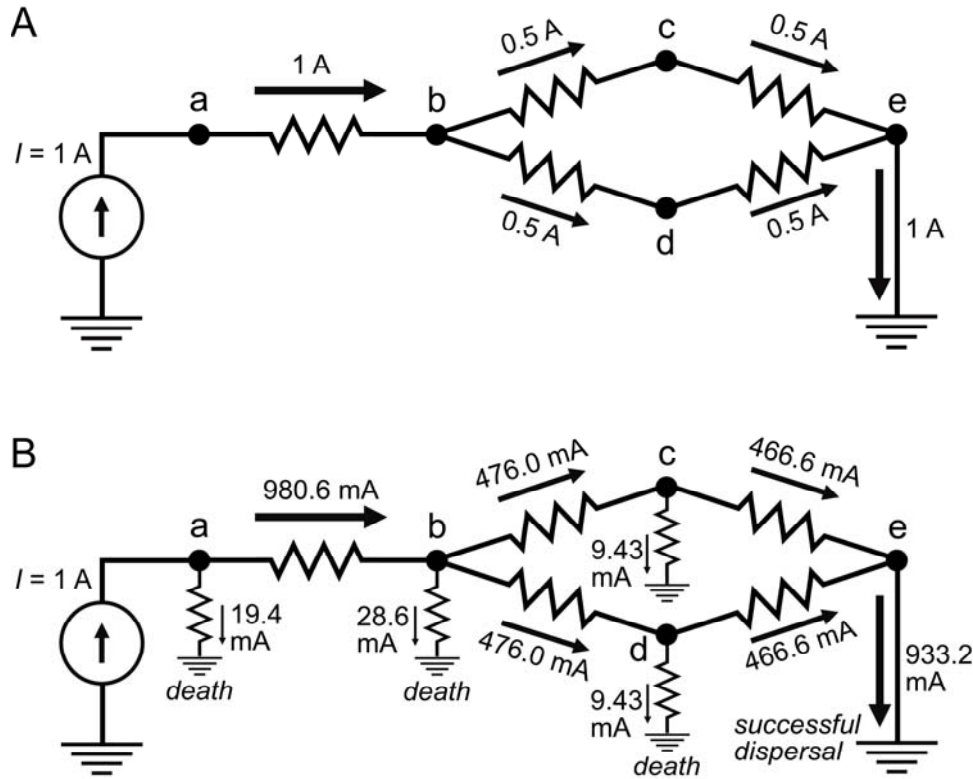 A
I = 1 A
a
1 A
b
0.5 A
c
0.5 A
0.5 A
d
0.5 A
e
1 A
B
I = 1 A
a
980.6 mA
b
476.0 mA
c
466.6 mA
e
19.4
mA
death
28.6
mA
death
9.43
mA
476.0 mA
d
466.6 mA
9.43
mA
death
933.2
mA
successful
dispersal